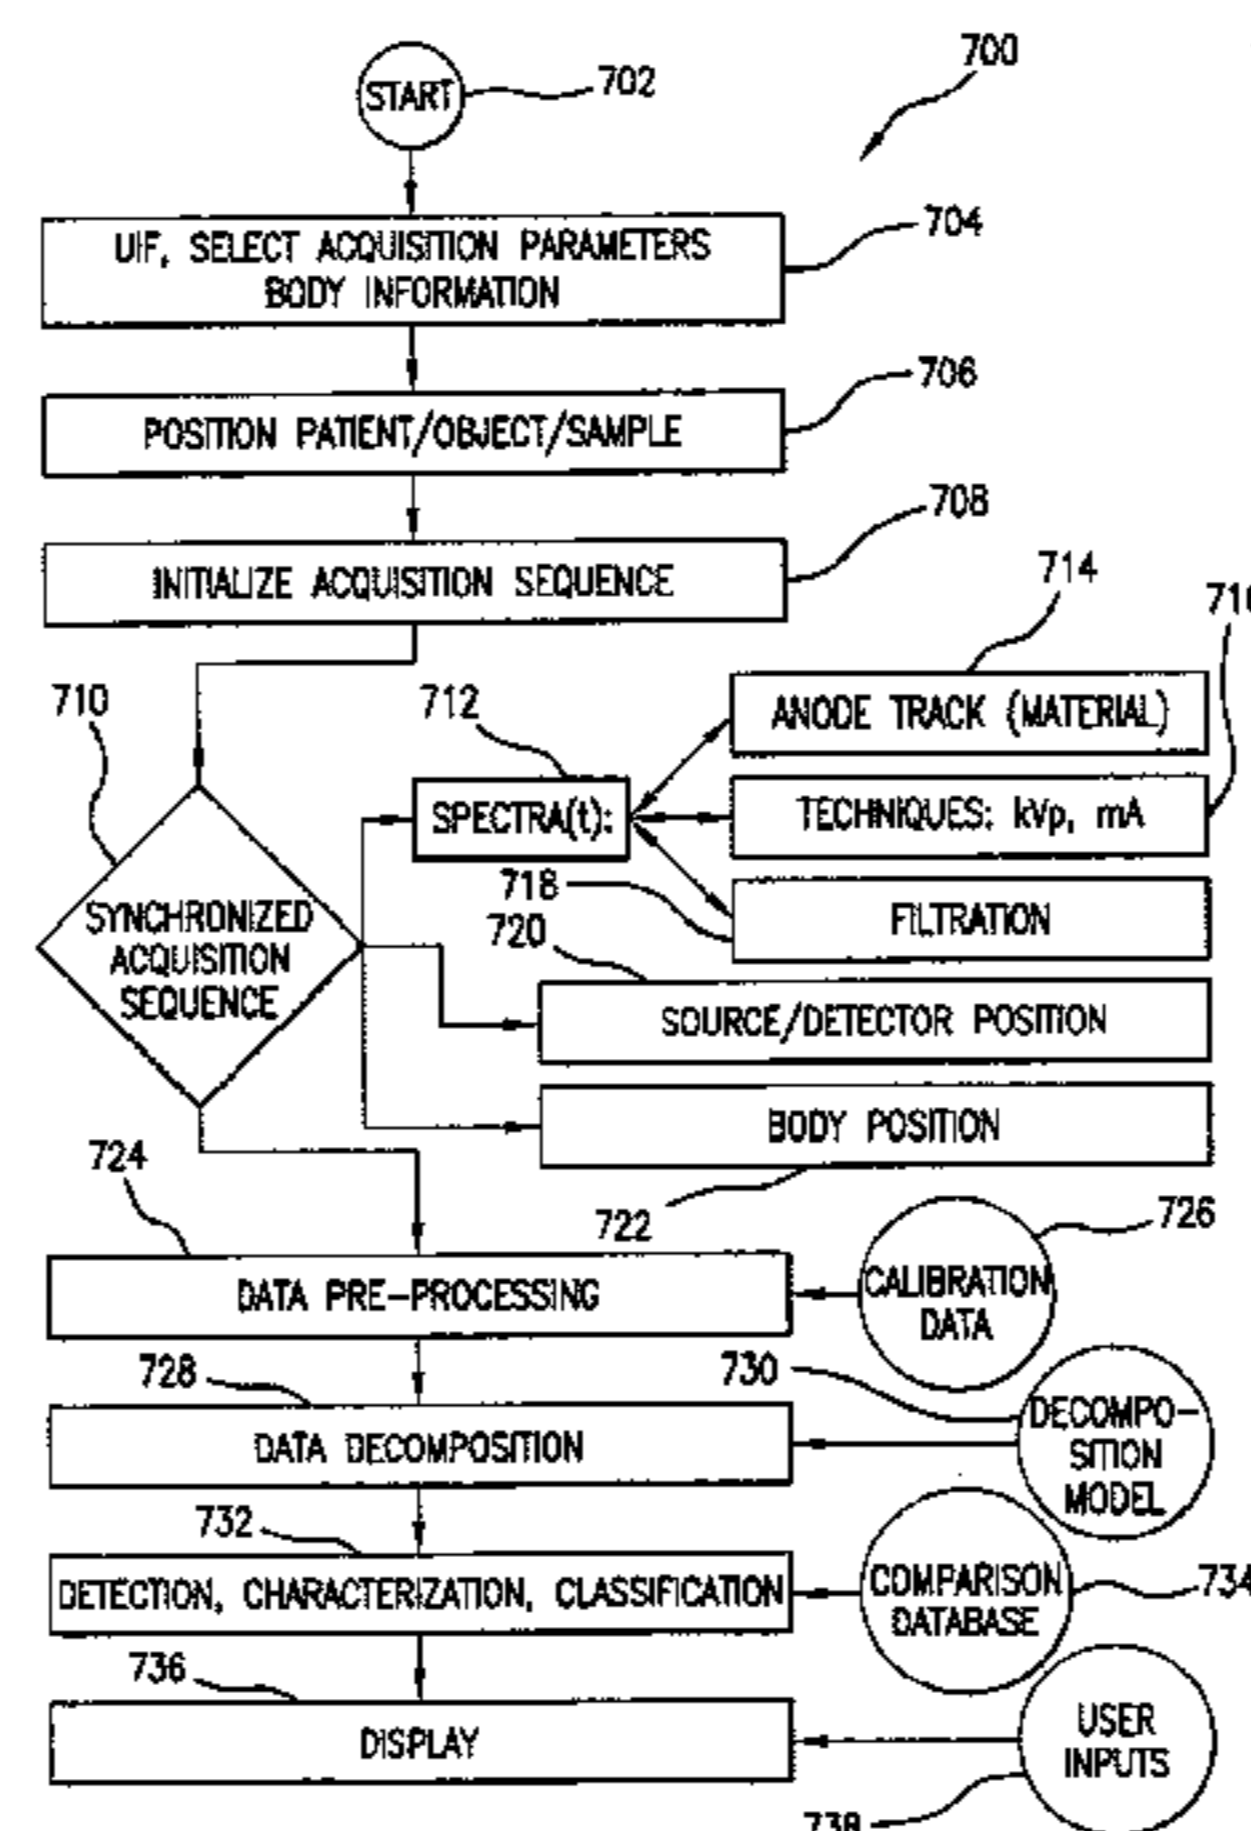 START
702
700
UIF, SELECT ACQUISITION PARAMETERS
BODY INFORMATION
704
POSITION PATIENT/OBJECT/SAMPLE
706
INITIALIZE ACQUISITION SEQUENCE
708
710
712
714
716
ANODE TRACK (MATERIAL)
SPECTRA(t):
TECHNIQUES: kVp, mA
718
FILTRATION
SYNCHRONIZED
ACQUISITION
SEQUENCE
720
SOURCE/DETECTOR POSITION
BODY POSITION
722
724
DATA PRE-PROCESSING
CALIBRATION
DATA
726
728
DATA DECOMPOSITION
730
DECOMPO-
SITION
MODEL
732
DETECTION, CHARACTERIZATION, CLASSIFICATION
COMPARISON
DATABASE
734
736
DISPLAY
USER
INPUTS
738